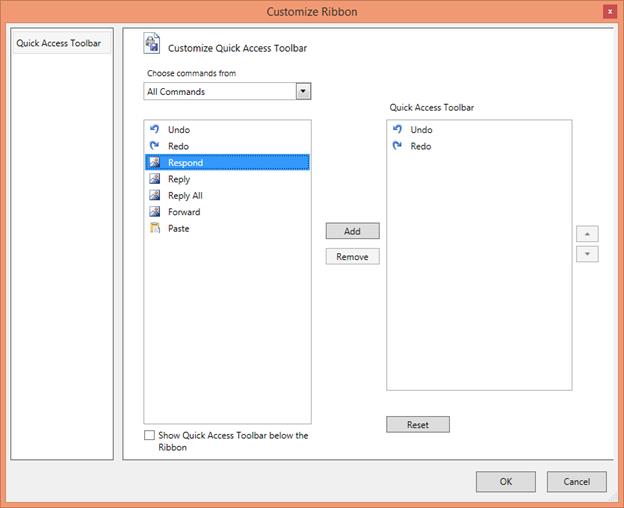 Customize Ribbon
x
Quick Access Toolbar
Customize Quick Access Toolbar
Choose commands from
All Commands
Quick Access Toolbar
Undo
Redo
Respond
Reply
Reply All
Forward
Paste
Undo
Redo
Add
Remove
Show Quick Access Toolbar below the
Ribbon
Reset
OK
Cancel